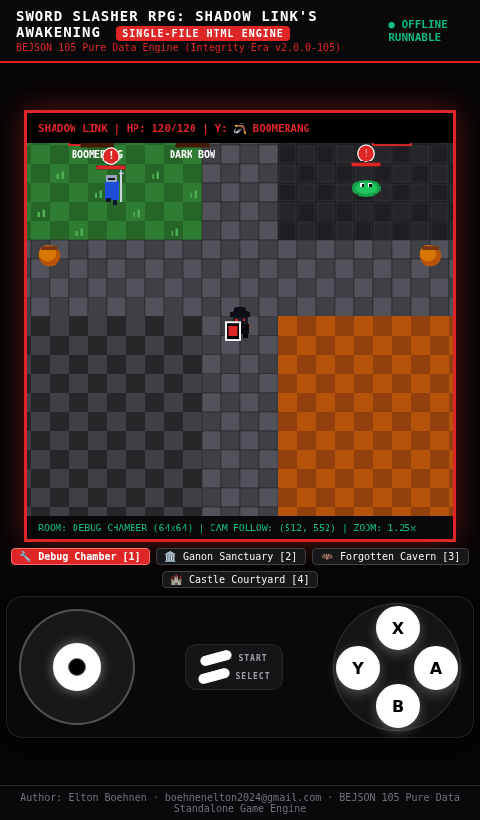 SWORD SLASHER RPG: SHADOW LINK'S
AWAKENING SINGLE-FILE HTML ENGINE
BEJSON 105 Pure Data Engine (Integrity Era v2.0.0-105)
● OFFLINE
RUNNABLE
SHADOW LINK | HP: 120/120 | Y: 🪃 BOOMERANG
BOOMERANG
DARK BOW
!
!
ROOM: DEBUG CHAMBER (64x64) | CAM FOLLOW: (512, 552) | ZOOM: 1.25x
🔧 Debug Chamber [1]
🏛️ Ganon Sanctuary [2]
🦇 Forgotten Cavern [3]
🏰 Castle Courtyard [4]
START
SELECT
X
Y
A
B
Author: Elton Boehnen · boehnenelton2024@gmail.com · BEJSON 105 Pure Data
Standalone Game Engine